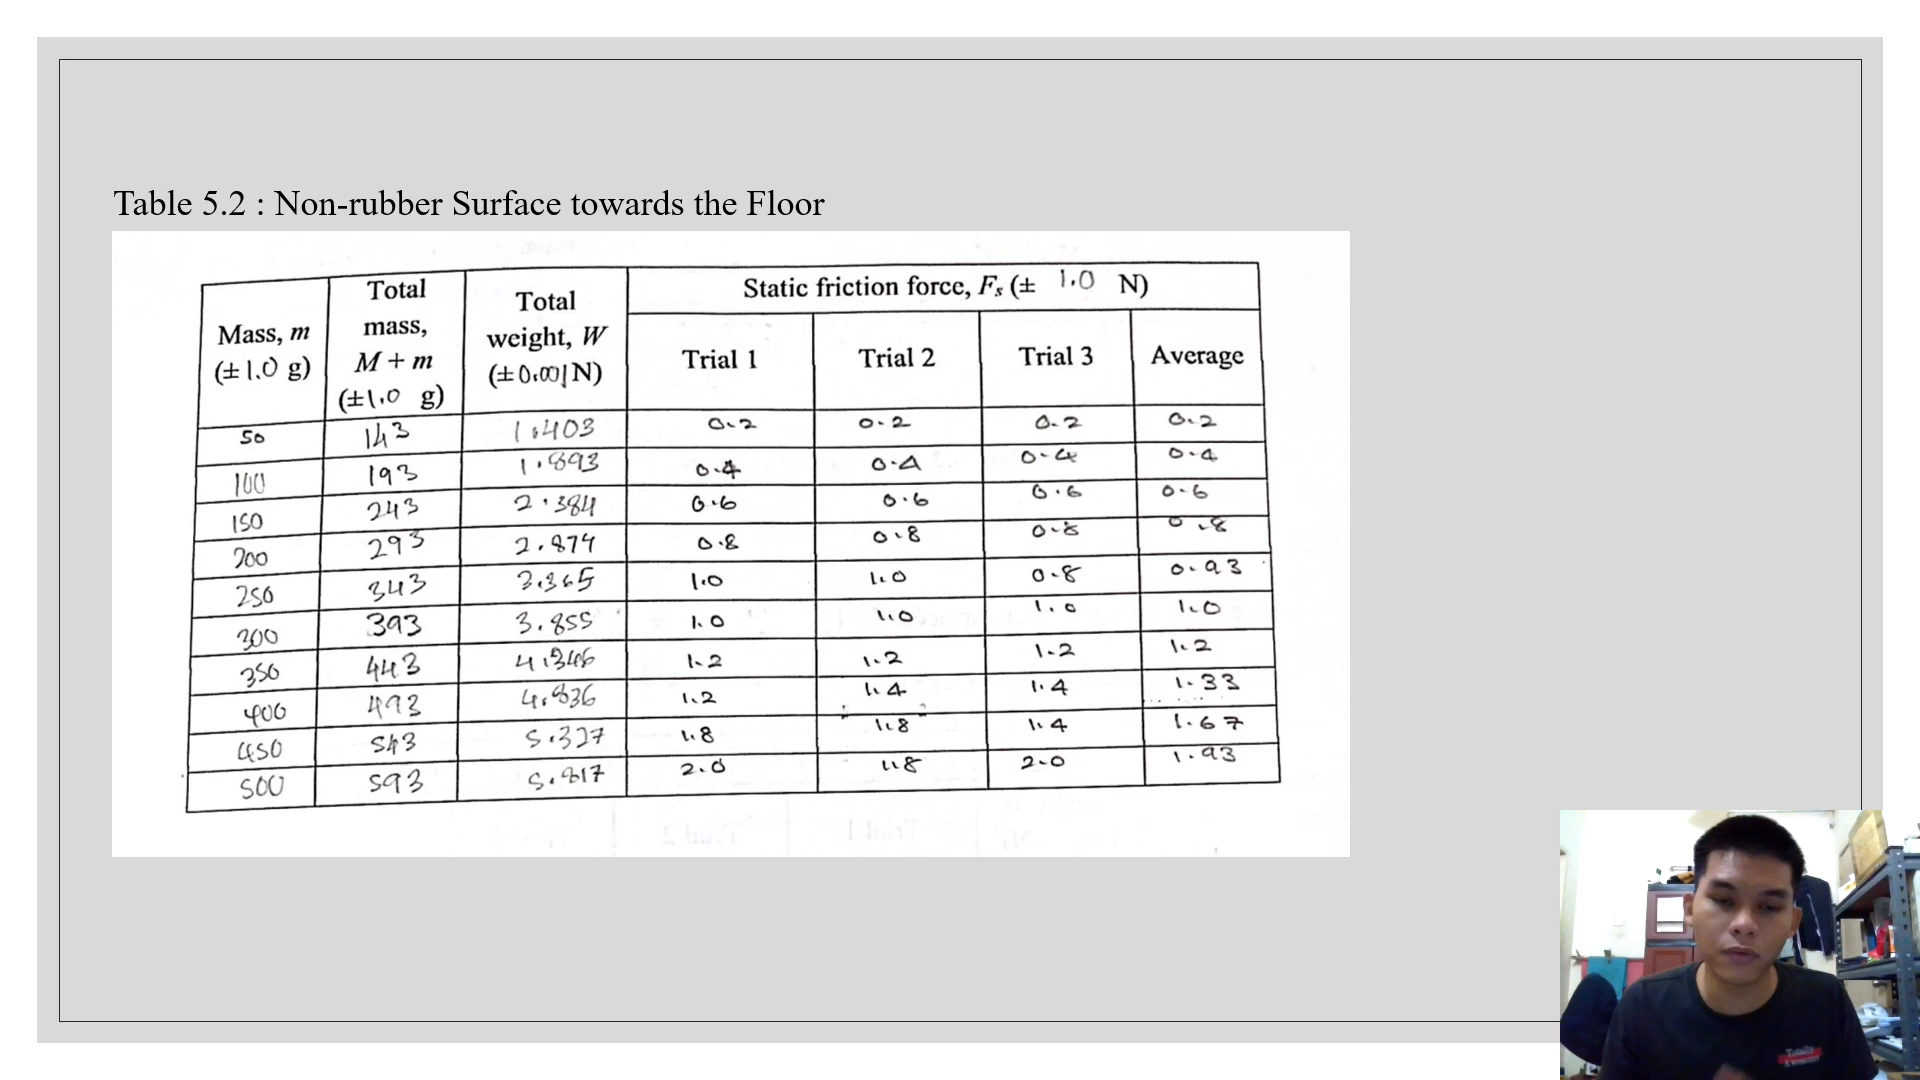 Table 5.2 : Non-rubber Surface towards the Floor
Mass, m (± 1.0 g) | Total mass, M + m (± 1.0 g) | Total weight, W (± 0.001 N) | Static friction force, Fs (± 1.0 N)
Trial 1 | Trial 2 | Trial 3 | Average
50 | 143 | 1.403 | 0.2 | 0.2 | 0.2 | 0.2
100 | 193 | 1.893 | 0.4 | 0.4 | 0.4 | 0.4
150 | 243 | 2.384 | 0.6 | 0.6 | 0.6 | 0.6
200 | 293 | 2.874 | 0.8 | 0.8 | 0.8 | 0.8
250 | 343 | 3.365 | 1.0 | 1.0 | 0.8 | 0.93
300 | 393 | 3.855 | 1.0 | 1.0 | 1.0 | 1.0
350 | 443 | 4.346 | 1.2 | 1.2 | 1.2 | 1.2
400 | 493 | 4.836 | 1.2 | 1.4 | 1.4 | 1.33
450 | 543 | 5.327 | 1.8 | 1.8 | 1.4 | 1.67
500 | 593 | 5.817 | 2.0 | 1.8 | 2.0 | 1.93